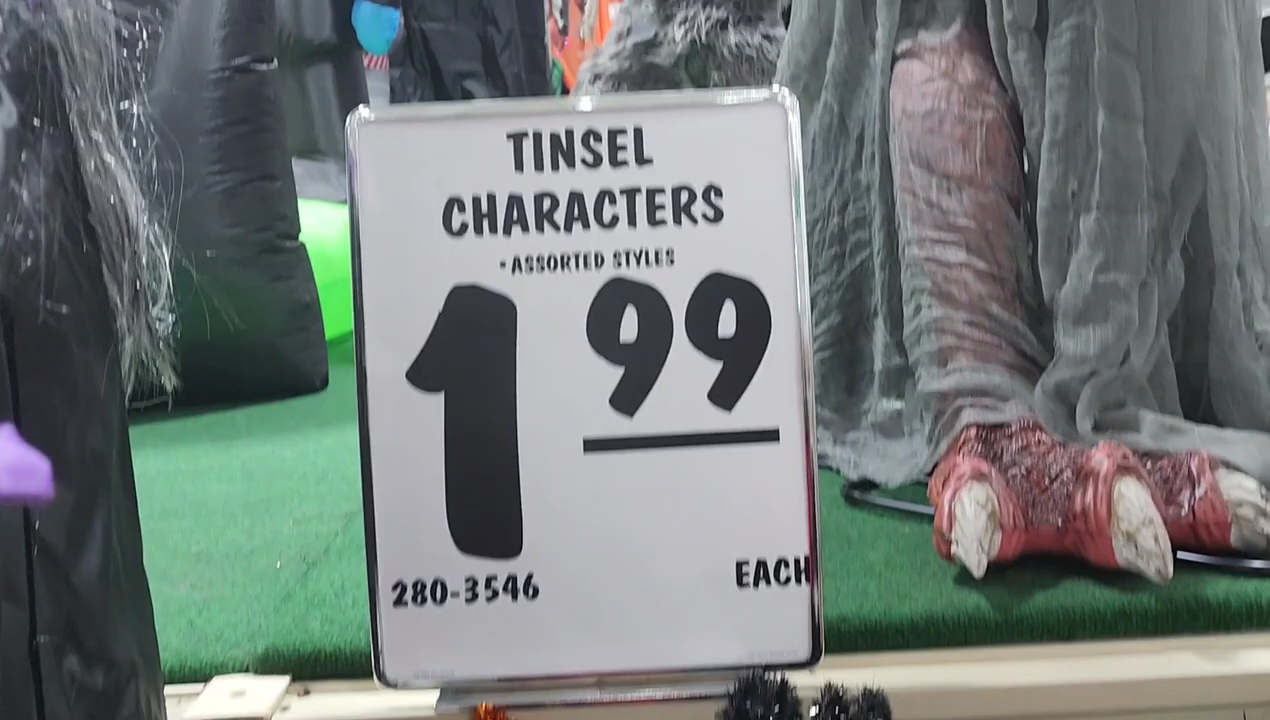 TINSEL
CHARACTERS
-ASSORTED STYLES
1 99
280-3546
EACH